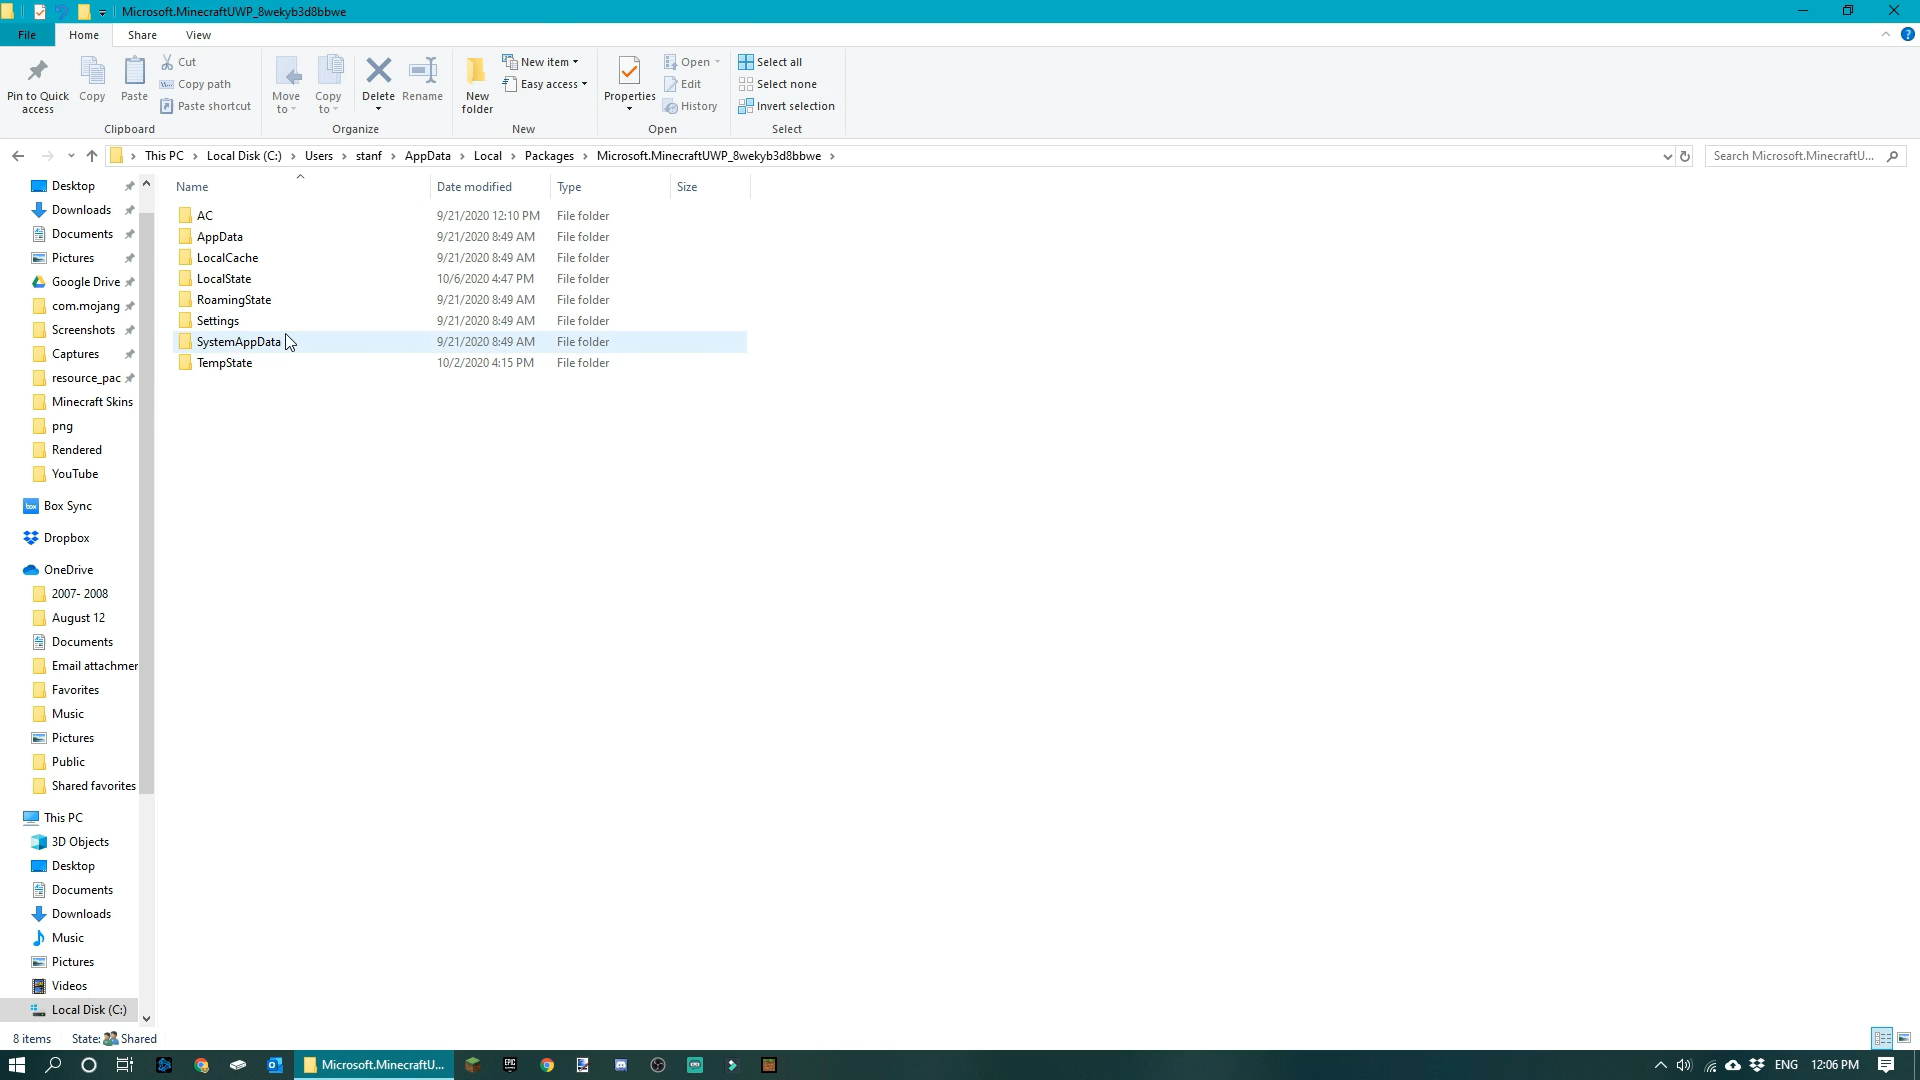 Microsoft.MinecraftUWP_8wekyb3d8bbwe
File Home Share View
Pin to Quick access
Copy
Paste
Cut
Copy path
Paste shortcut
Clipboard
Move to
Copy to
Delete
Rename
Organize
New folder
New item
Easy access
New
Properties
Open
Edit
History
Open
Select all
Select none
Invert selection
Select
This PC Local Disk (C:) Users stanf AppData Local Packages Microsoft.MinecraftUWP_8wekyb3d8bbwe
Search Microsoft.MinecraftU...
Desktop
Downloads
Documents
Pictures
Google Drive
com.mojang
Screenshots
Captures
resource_pac
Minecraft Skins
png
Rendered
YouTube
Box Sync
Dropbox
OneDrive
2007- 2008
August 12
Documents
Email attachmer
Favorites
Music
Pictures
Public
Shared favorites
This PC
3D Objects
Desktop
Documents
Downloads
Music
Pictures
Videos
Local Disk (C:)
Name Date modified Type Size
AC 9/21/2020 12:10 PM File folder
AppData 9/21/2020 8:49 AM File folder
LocalCache 9/21/2020 8:49 AM File folder
LocalState 10/6/2020 4:47 PM File folder
RoamingState 9/21/2020 8:49 AM File folder
Settings 9/21/2020 8:49 AM File folder
SystemAppData 9/21/2020 8:49 AM File folder
TempState 10/2/2020 4:15 PM File folder
8 items State: Shared
Microsoft.MinecraftU...
EPIC
ENG 12:06 PM